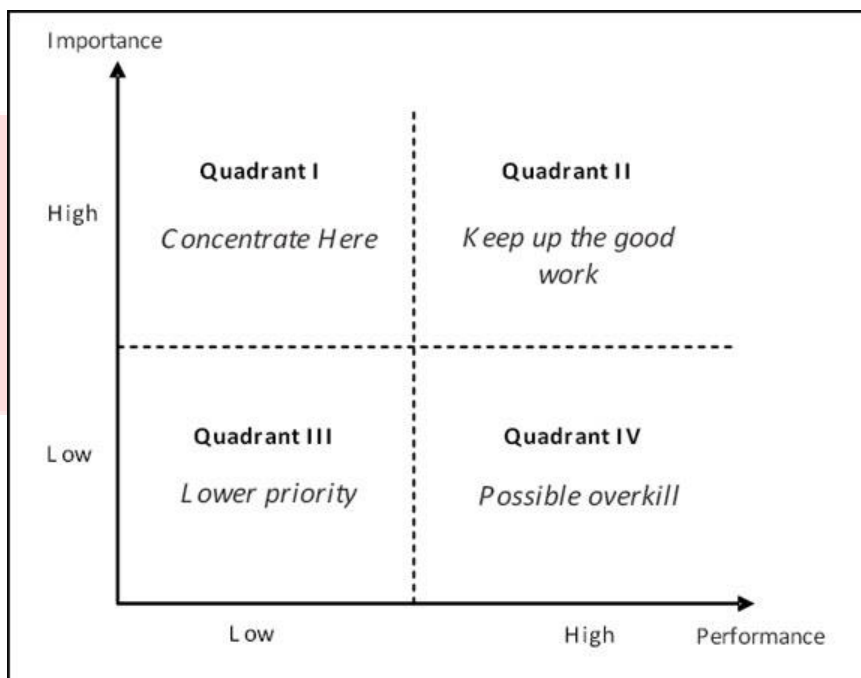 Importance
Quadrant I
Quadrant II
High
Concentrate Here
Keep up the good
work
Quadrant III
Quadrant IV
Low
Lower priority
Possible overkill
Low
High
Performance